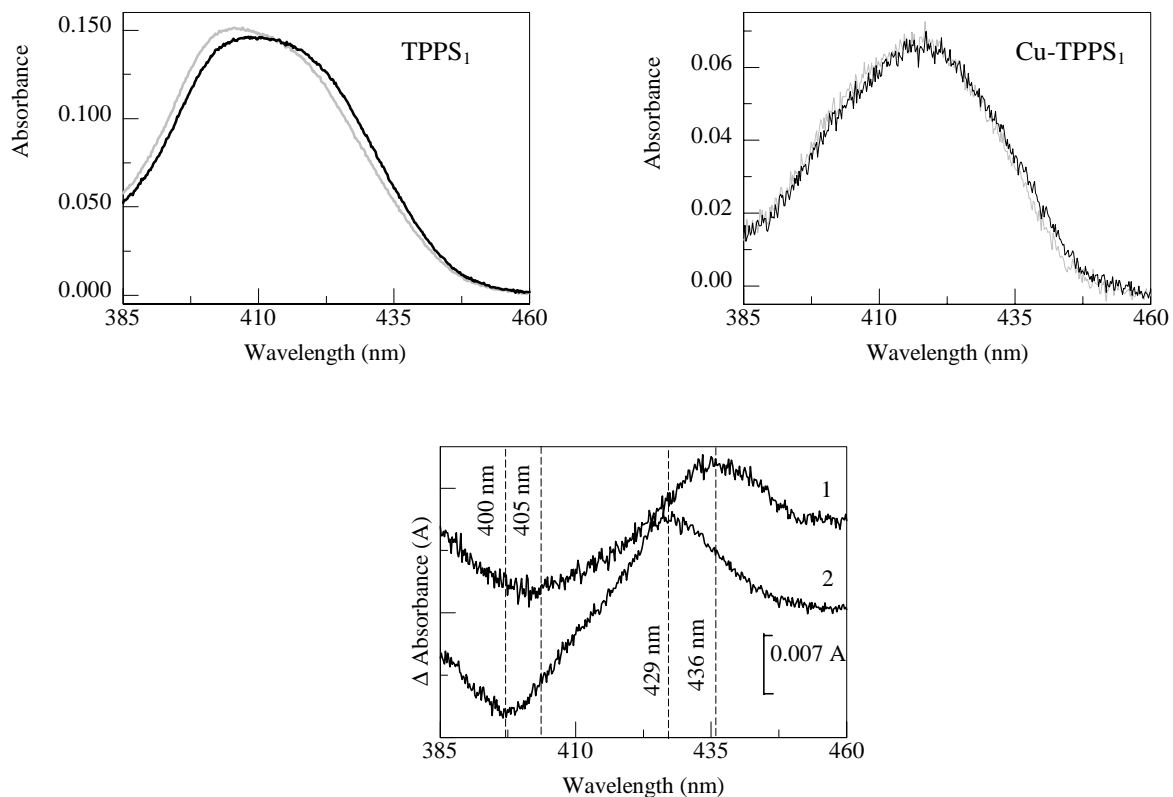 TPPS₁
Absorbance
0.150
0.100
0.050
0.000
385
410
435
460
Wavelength (nm)
Cu-TPPS₁
Absorbance
0.06
0.04
0.02
0.00
385
410
435
460
Wavelength (nm)
400 nm
405 nm
429 nm
436 nm
1
2
0.007 A
Δ Absorbance (A)
385
410
435
460
Wavelength (nm)